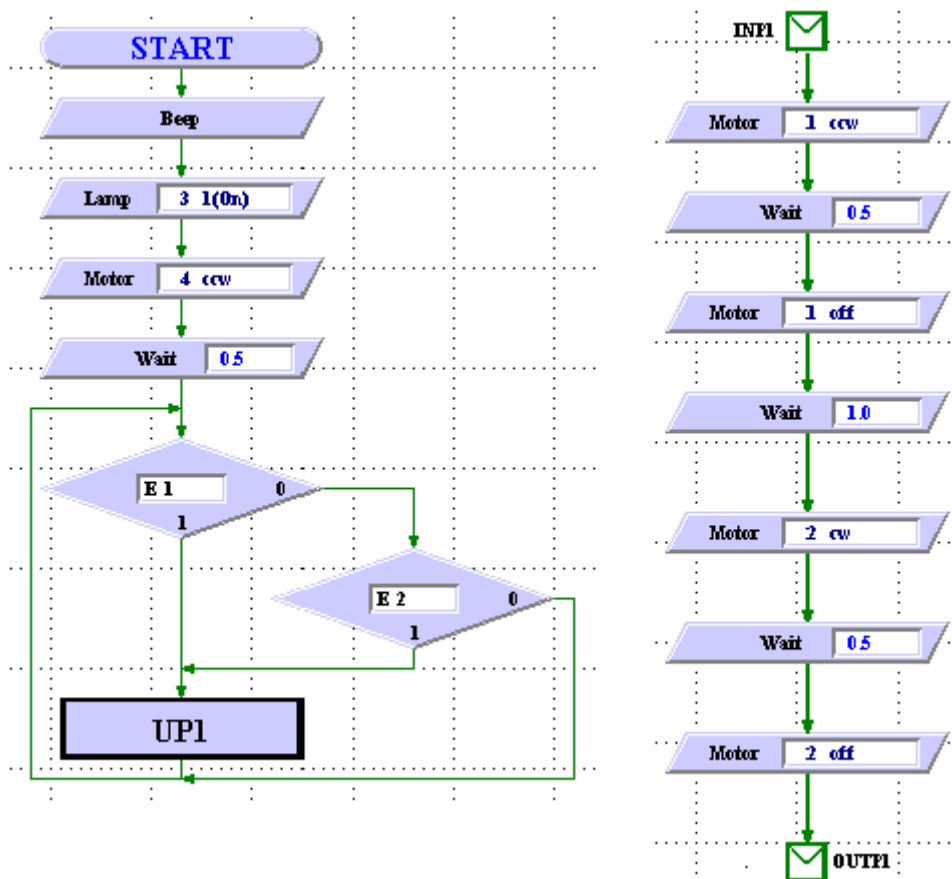 START
Beep
Lamp 3 1(0n)
Motor 4 ccw
Wait 0.5
E 1 0
1
E 2 0
1
UP1
INP1
Motor 1 ccw
Wait 0.5
Motor 1 off
Wait 1.0
Motor 2 cw
Wait 0.5
Motor 2 off
OUTP1